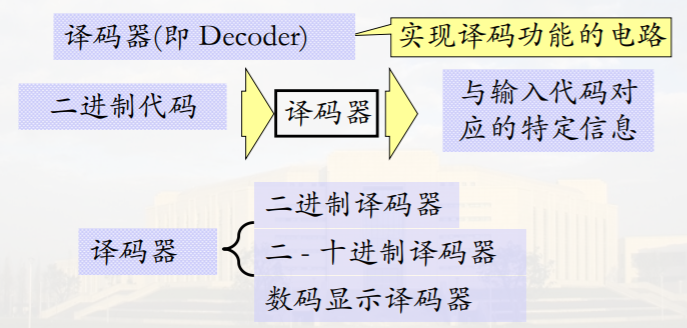 译码器(即 Decoder)
实现译码功能的电路
二进制代码
译码器
与输入代码对
应的特定信息
译码器
二进制译码器
二 - 十进制译码器
数码显示译码器